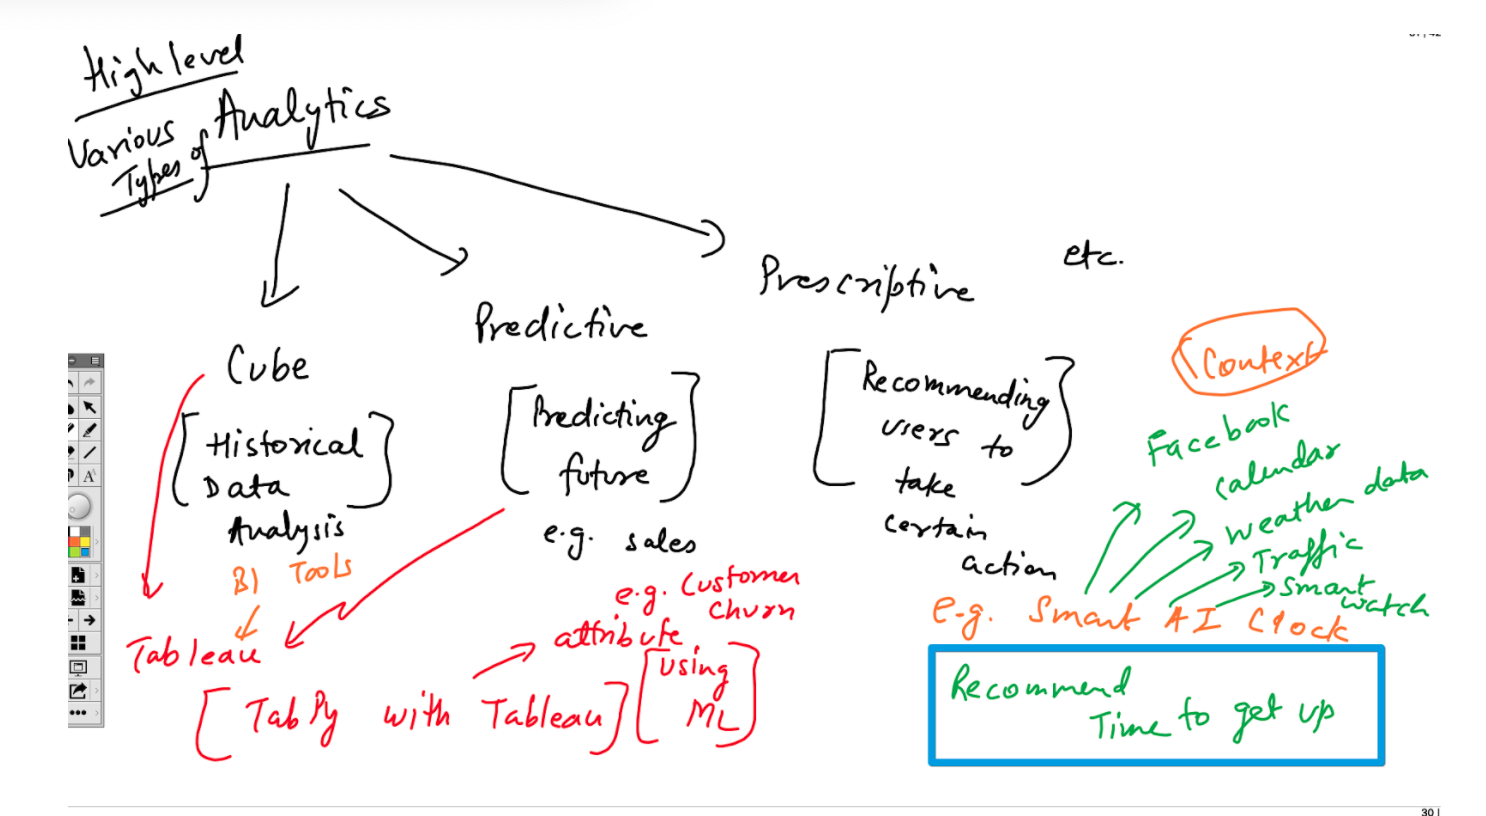 High level
Various
Types of Analytics
etc.
Prescriptive
Predictive
Cube
[Historical
Data]
Analysis
BI Tools
Tableau
[Predicting
future]
e.g. sales
e.g. Customer
Churn
attribute
[TabPy with Tableau]
[Using
ML]
[Recommending
users to
take
certain
action
Context
Facebook
Calendar
Weather data
Traffic
Smart
watch
e.g. Smart AI Clock
Recommend
Time to get up
A
30 |